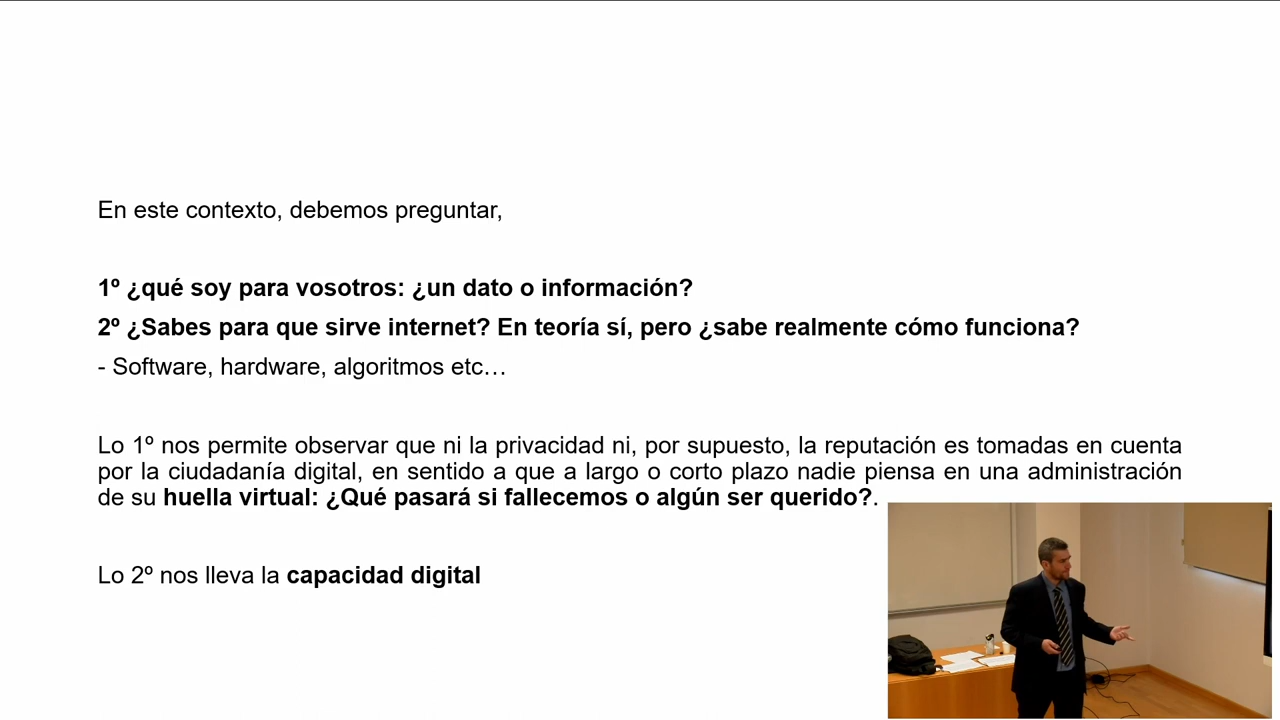 En este contexto, debemos preguntar,
1º ¿qué soy para vosotros: ¿un dato o información?
2º ¿Sabes para que sirve internet? En teoría sí, pero ¿sabe realmente cómo funciona?
- Software, hardware, algoritmos etc…
Lo 1º nos permite observar que ni la privacidad ni, por supuesto, la reputación es tomadas en cuenta
por la ciudadanía digital, en sentido a que a largo o corto plazo nadie piensa en una administración
de su huella virtual: ¿Qué pasará si fallecemos o algún ser querido?.
Lo 2º nos lleva la capacidad digital